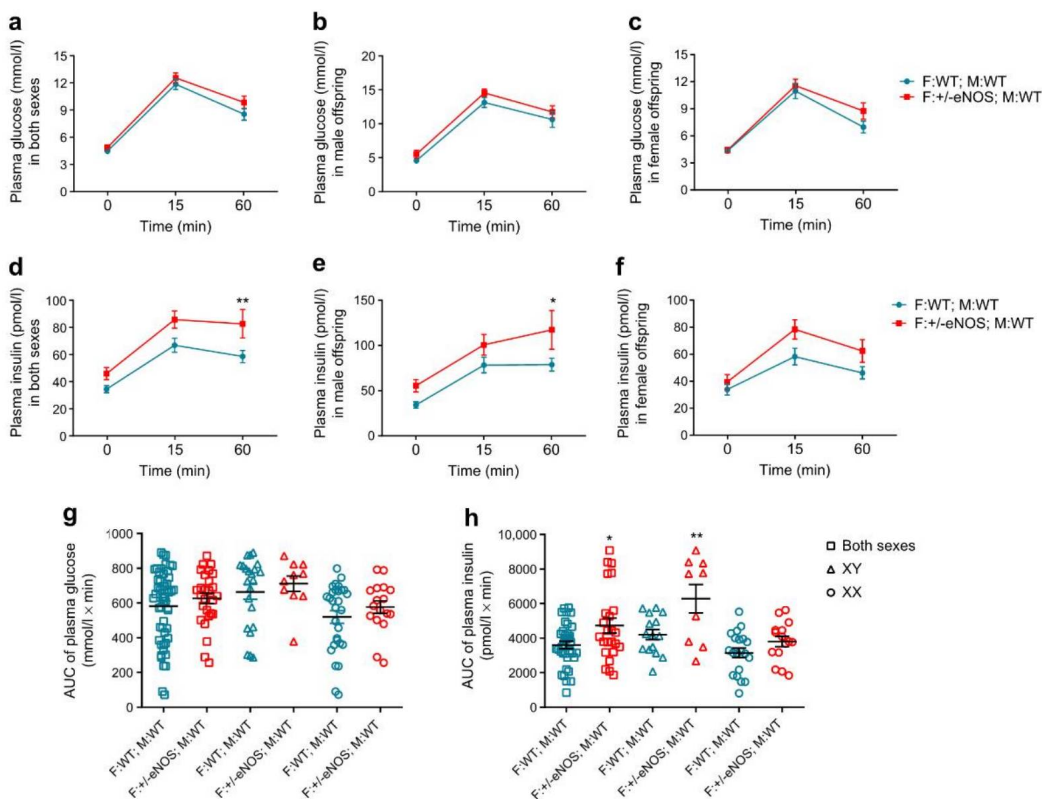 a
b
c
Plasma glucose (mmol/l)
in both sexes
15
12
9
6
3
0
0
15
60
Time (min)
Plasma glucose (mmol/l)
in male offspring
20
15
10
5
0
0
15
60
Time (min)
Plasma glucose (mmol/l)
in female offspring
15
12
9
6
3
0
0
15
60
Time (min)
F:WT; M:WT
F:+/-eNOS; M:WT
d
e
f
Plasma insulin (pmol/l)
in both sexes
100
80
60
40
20
0
**
0
15
60
Time (min)
Plasma insulin (pmol/l)
in male offspring
150
100
50
0
*
0
15
60
Time (min)
Plasma insulin (pmol/l)
in female offspring
100
80
60
40
20
0
0
15
60
Time (min)
F:WT; M:WT
F:+/-eNOS; M:WT
g
AUC of plasma glucose
(mmol/l × min)
1000
800
600
400
200
0
F:WT; M:WT
F:+/-eNOS; M:WT
F:WT; M:WT
F:+/-eNOS; M:WT
F:WT; M:WT
F:+/-eNOS; M:WT
h
AUC of plasma insulin
(pmol/l × min)
10,000
8000
6000
4000
2000
0
*
**
F:WT; M:WT
F:+/-eNOS; M:WT
F:WT; M:WT
F:+/-eNOS; M:WT
F:WT; M:WT
F:+/-eNOS; M:WT
Both sexes
XY
XX